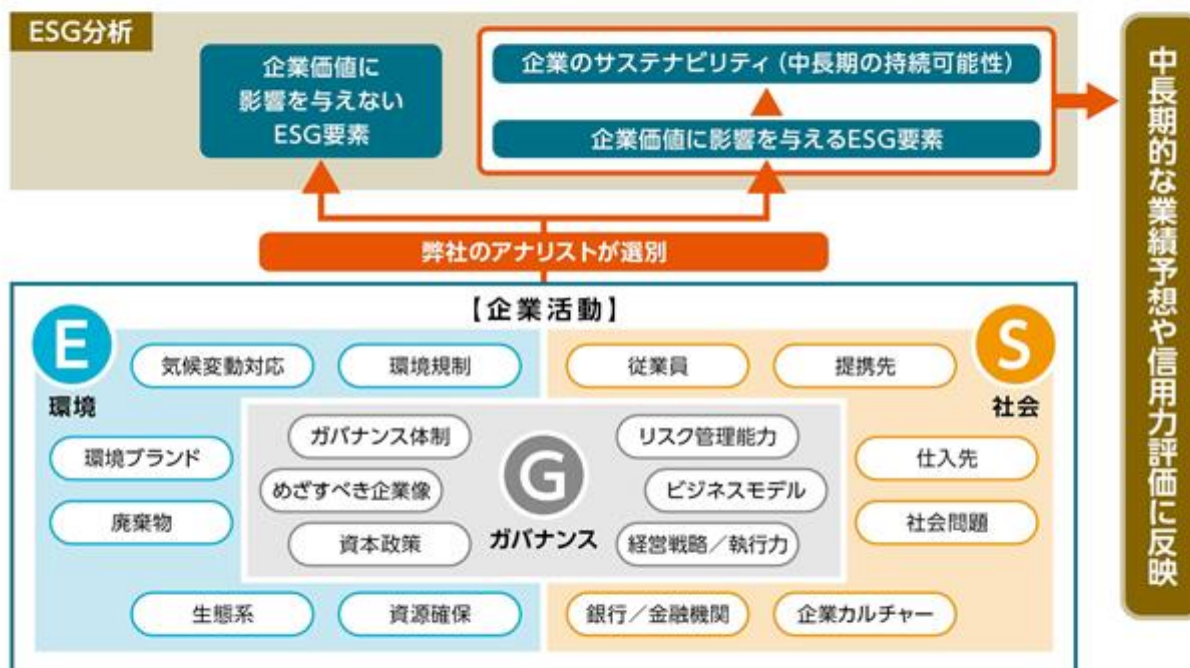 ESG分析
企業価値に
影響を与えない
ESG要素
企業のサステナビリティ（中長期の持続可能性）
企業価値に影響を与えるESG要素
中長期的な業績予想や信用力評価に反映
弊社のアナリストが選別
【企業活動】
E
環境
S
社会
気候変動対応
環境規制
従業員
提携先
環境ブランド
廃棄物
ガバナンス体制
めざすべき企業像
資本政策
G
ガバナンス
リスク管理能力
ビジネスモデル
経営戦略／執行力
仕入先
社会問題
生態系
資源確保
銀行／金融機関
企業カルチャー